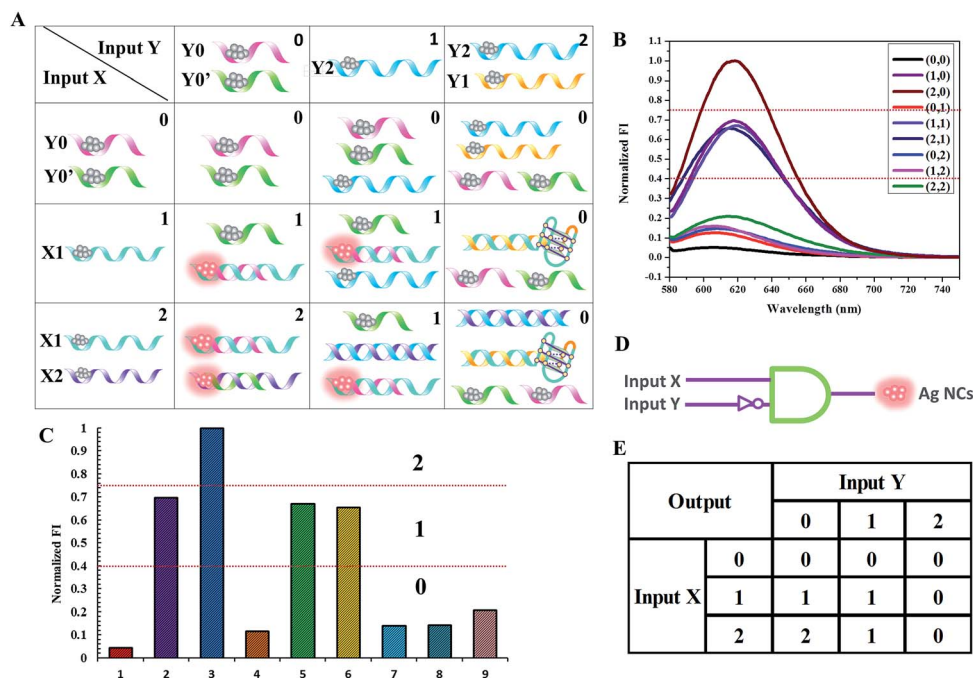 A
Input Y
Input X
Y0
Y0'
0
Y2
1
Y2
Y1
2
Y0
Y0'
0
0
0
0
X1
1
1
1
0
X1
X2
2
2
1
0
B
Normalized FI
1.1
1.0
0.9
0.8
0.7
0.6
0.5
0.4
0.3
0.2
0.1
0.0
-0.1
580 600 620 640 660 680 700 720 740
Wavelength (nm)
(0,0)
(1,0)
(2,0)
(0,1)
(1,1)
(2,1)
(0,2)
(1,2)
(2,2)
C
Normalized FI
1
0.9
0.8
0.7
0.6
0.5
0.4
0.3
0.2
0.1
0
2
1
0
1 2 3 4 5 6 7 8 9
D
Input X
Input Y
Ag NCs
E
Output
Input Y
0 1 2
Input X
0 0 0 0
1 1 1 0
2 2 1 0